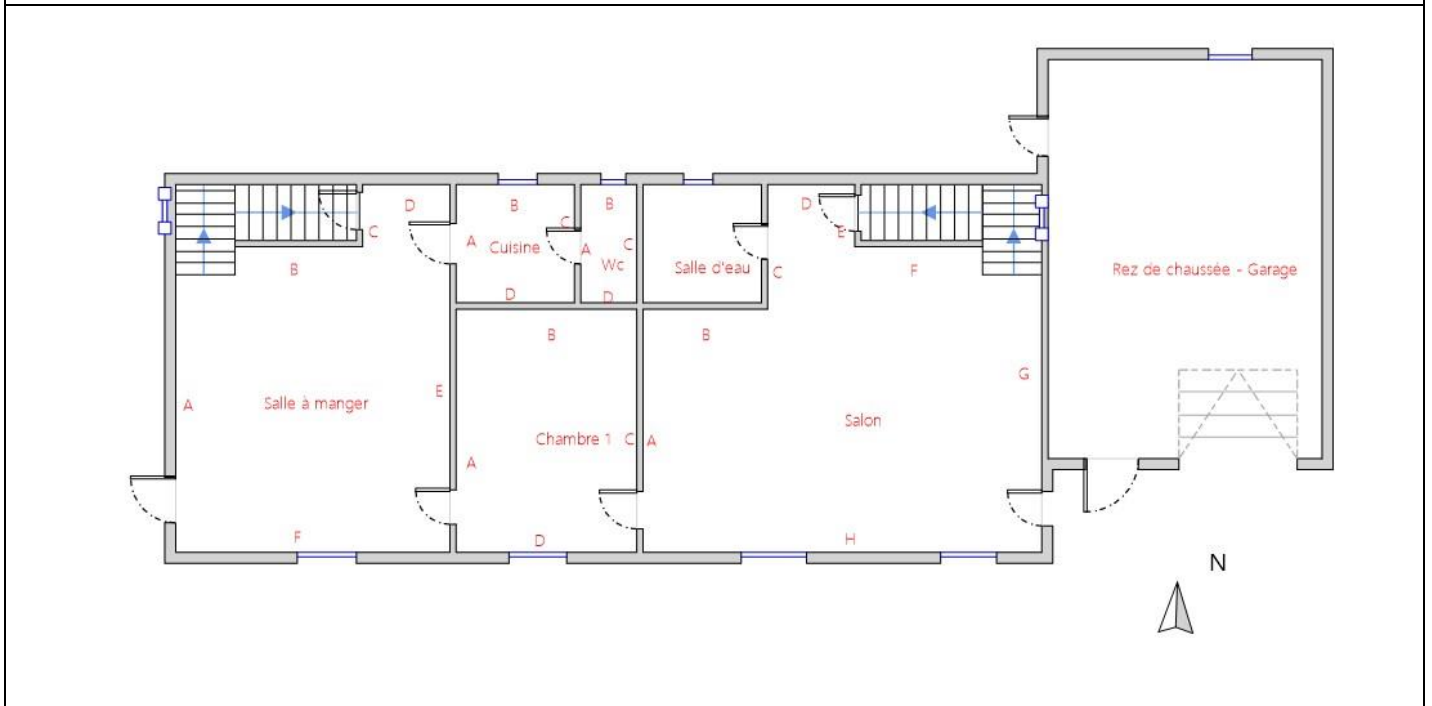 D
B
B
D
C
C
A
Cuisine
A
C
Wc
E
B
Salle d'eau
C
F
Rez de chaussée - Garage
D
D
B
B
G
A
Salle à manger
E
Salon
Chambre 1
C
A
A
F
D
H
N